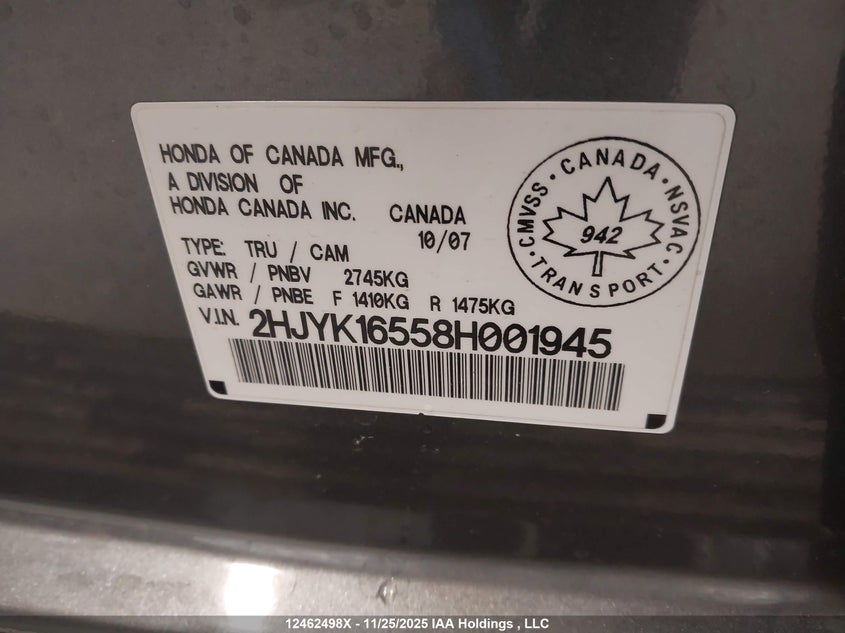 HONDA OF CANADA MFG.,
A DIVISION OF
HONDA CANADA INC. CANADA
10/07
TYPE: TRU / CAM
GVWR / PNBV 2745KG
GAWR / PNBE F 1410KG R 1475KG
V.I.N. 2HJYK16558H001945
CMVSS · CANADA · NSVAC
942
· TRANSPORT ·
12462498X - 11/25/2025 IAA Holdings , LLC